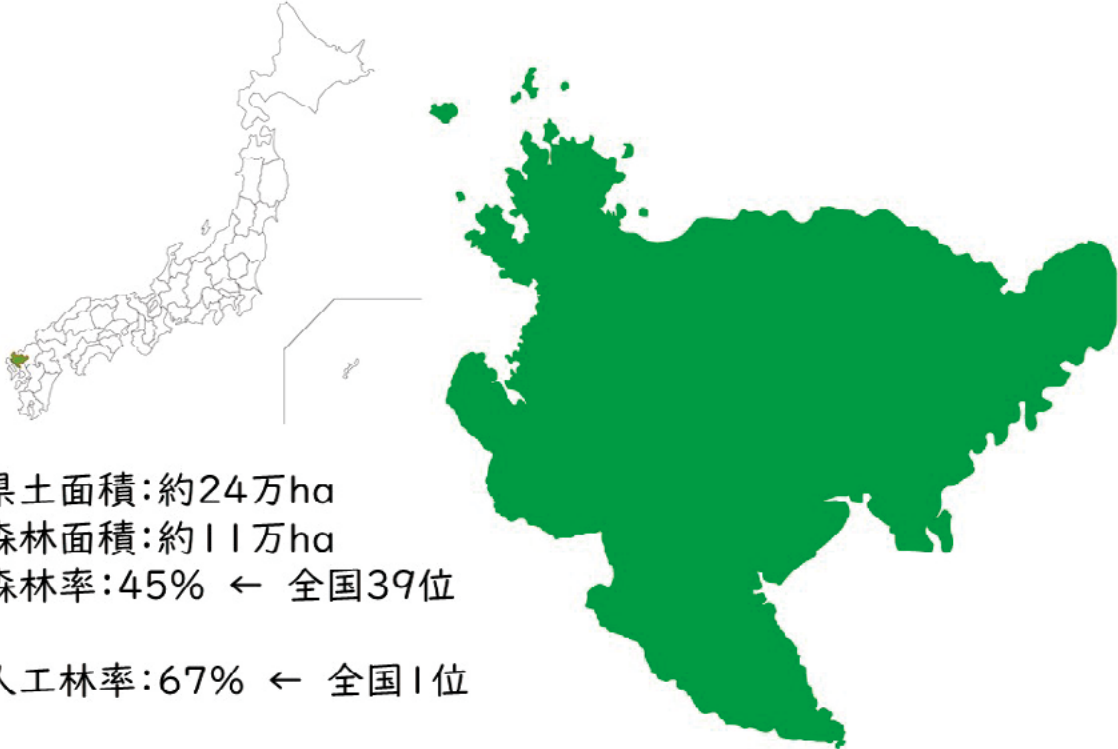 県土面積:約24万ha
森林面積:約11万ha
森林率:45% ← 全国39位
人工林率:67% ← 全国1位